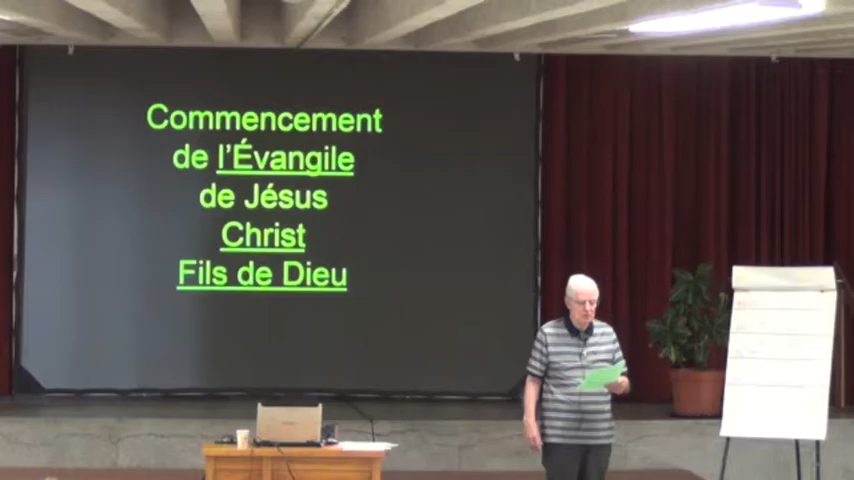 Commencement
de l'Évangile
de Jésus
Christ
Fils de Dieu